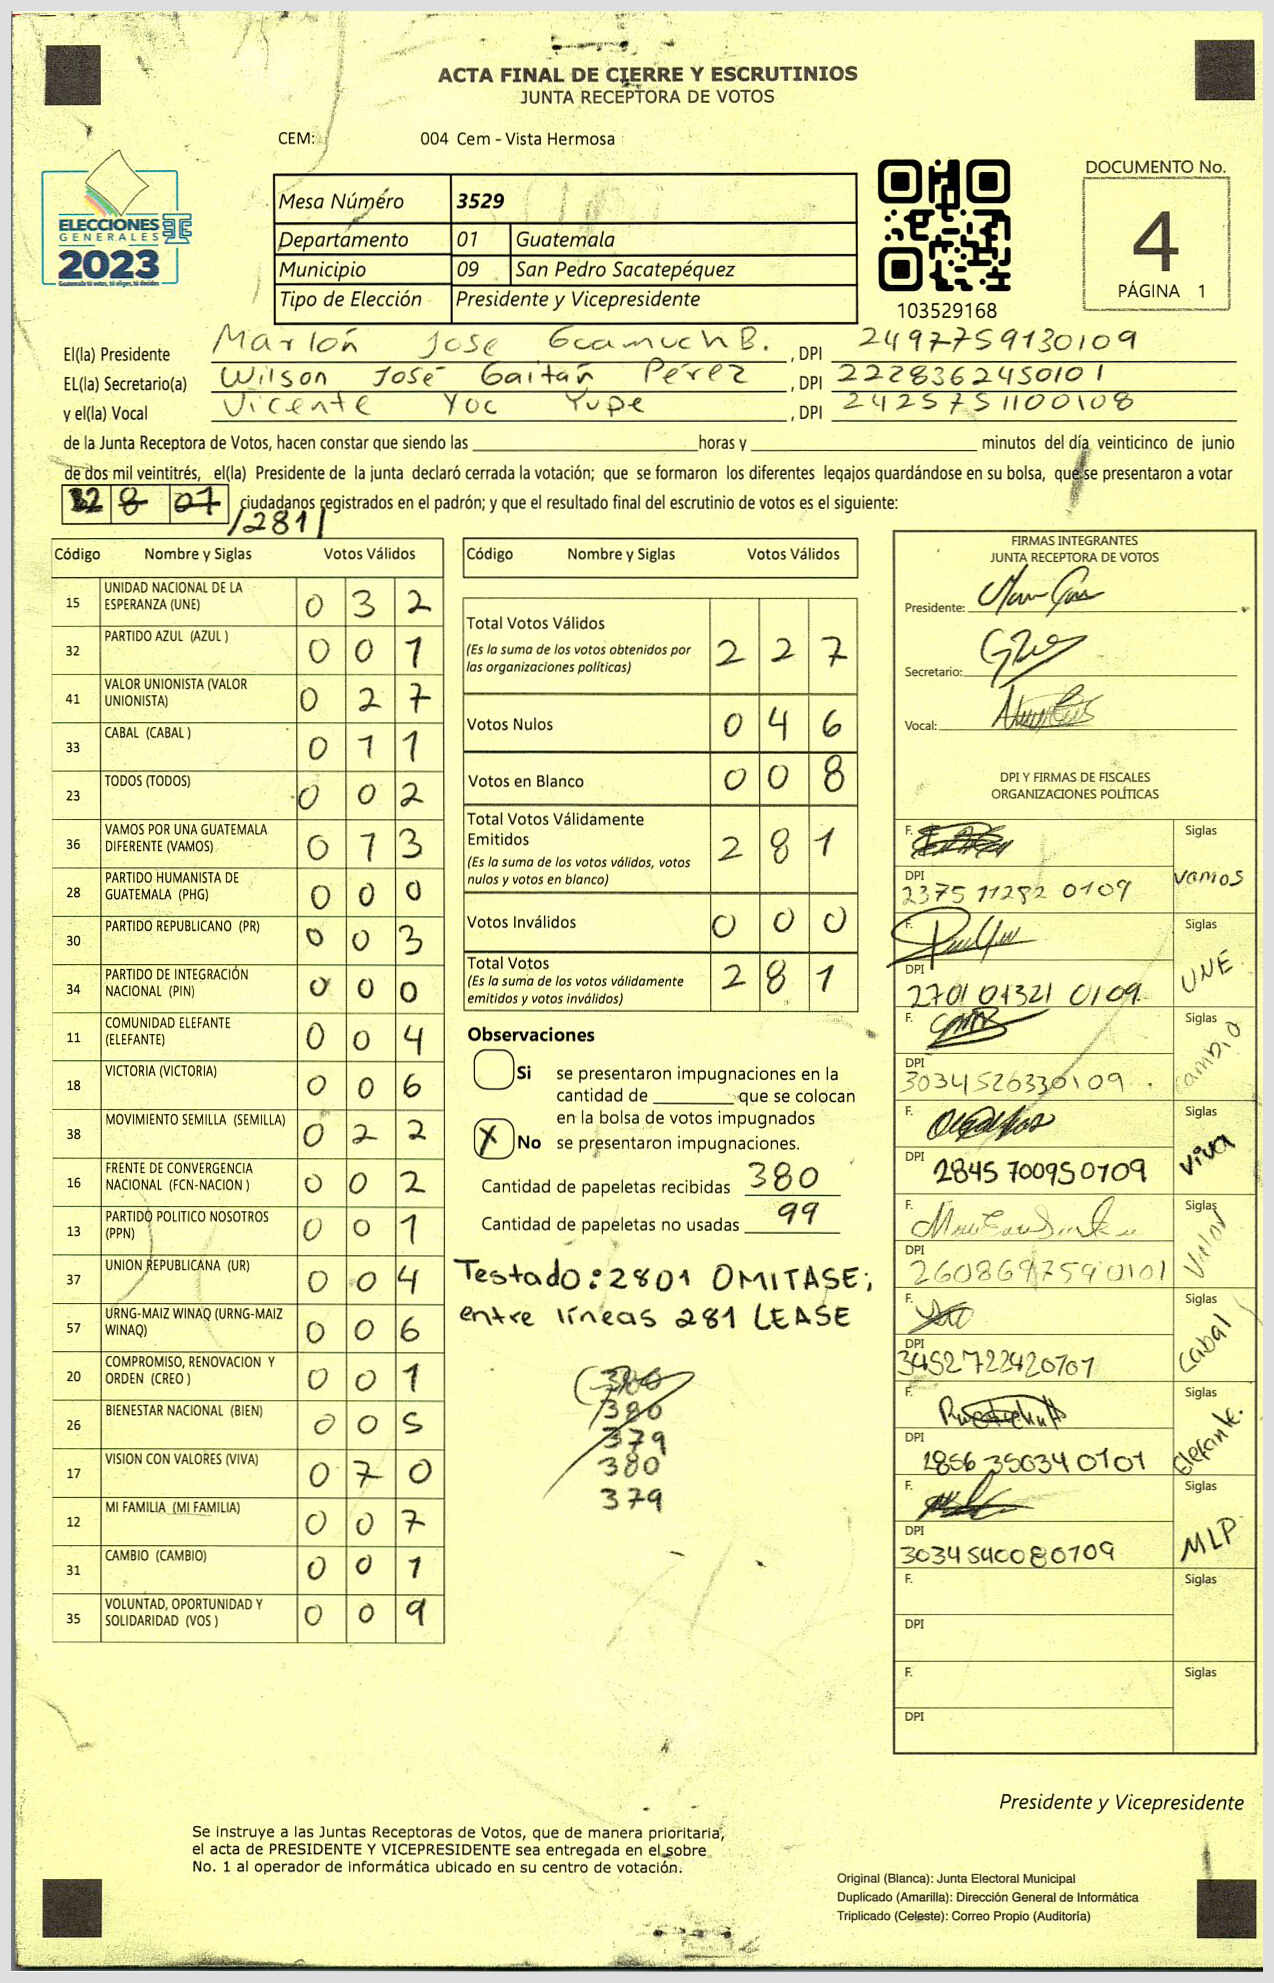 ACTA FINAL DE CIERRE Y ESCRUTINIOS
JUNTA RECEPTORA DE VOTOS
CEM: 004 Cem - Vista Hermosa
ELECCIONES
GENERALES
2023
Guatemala tú votas, tú eliges, tú decides
Mesa Número 3529
Departamento 01 Guatemala
Municipio 09 San Pedro Sacatepéquez
Tipo de Elección Presidente y Vicepresidente
103529168
DOCUMENTO No.
4
PÁGINA 1
El(la) Presidente Marlon Jose Guamuch B. , DPI 2497759130109
EL(la) Secretario(a) Wilson José Gaitán Pérez , DPI 2228362450101
y el(la) Vocal Vicente Yoc Yupe , DPI 2425751100108
de la Junta Receptora de Votos, hacen constar que siendo las horas y minutos del día veinticinco de junio
de dos mil veintitrés, el(la) Presidente de la junta declaró cerrada la votación; que se formaron los diferentes legajos guardándose en su bolsa, que se presentaron a votar
ciudadanos registrados en el padrón; y que el resultado final del escrutinio de votos es el siguiente:
/281/
Código Nombre y Siglas Votos Válidos
15 UNIDAD NACIONAL DE LA ESPERANZA (UNE) 0 3 2
32 PARTIDO AZUL (AZUL ) 0 0 1
41 VALOR UNIONISTA (VALOR UNIONISTA) 0 2 7
33 CABAL (CABAL ) 0 1 1
23 TODOS (TODOS) 0 0 2
36 VAMOS POR UNA GUATEMALA DIFERENTE (VAMOS) 0 1 3
28 PARTIDO HUMANISTA DE GUATEMALA (PHG) 0 0 0
30 PARTIDO REPUBLICANO (PR) 0 0 3
34 PARTIDO DE INTEGRACIÓN NACIONAL (PIN) 0 0 0
11 COMUNIDAD ELEFANTE (ELEFANTE) 0 0 4
18 VICTORIA (VICTORIA) 0 0 6
38 MOVIMIENTO SEMILLA (SEMILLA) 0 2 2
16 FRENTE DE CONVERGENCIA NACIONAL (FCN-NACION ) 0 0 2
13 PARTIDO POLITICO NOSOTROS (PPN) 0 0 1
37 UNION REPUBLICANA (UR) 0 0 4
57 URNG-MAIZ WINAQ (URNG-MAIZ WINAQ) 0 0 6
20 COMPROMISO, RENOVACION Y ORDEN (CREO ) 0 0 1
26 BIENESTAR NACIONAL (BIEN) 0 0 5
17 VISION CON VALORES (VIVA) 0 7 0
12 MI FAMILIA (MI FAMILIA) 0 0 7
31 CAMBIO (CAMBIO) 0 0 1
35 VOLUNTAD, OPORTUNIDAD Y SOLIDARIDAD (VOS ) 0 0 9
Código Nombre y Siglas Votos Válidos
Total Votos Válidos 2 2 7
(Es la suma de los votos obtenidos por
las organizaciones políticas)
Votos Nulos 0 4 6
Votos en Blanco 0 0 8
Total Votos Válidamente
Emitidos 2 8 1
(Es la suma de los votos válidos, votos
nulos y votos en blanco)
Votos Inválidos 0 0 0
Total Votos 2 8 1
(Es la suma de los votos válidamente
emitidos y votos inválidos)
Observaciones
Si se presentaron impugnaciones en la
cantidad de que se colocan
en la bolsa de votos impugnados
X No se presentaron impugnaciones.
Cantidad de papeletas recibidas 380
Cantidad de papeletas no usadas 99
Testado: 2801 OMITASE;
entre líneas 281 LEASE
380
380
379
380
379
FIRMAS INTEGRANTES
JUNTA RECEPTORA DE VOTOS
Presidente:
Secretario:
Vocal:
DPI Y FIRMAS DE FISCALES
ORGANIZACIONES POLÍTICAS
F. Siglas
DPI 2375 11282 0109 Vamos
F. Siglas
DPI 2701 01321 0109 UNE
F. Siglas
DPI 3034526330109 Cambio
F. Siglas
DPI 2845700950109 Viva
F. Siglas
DPI 2608697590101 Valor
F. Siglas
DPI 3452722420101 Cabal
F. Siglas
DPI 1856350340101 Elefante.
F. Siglas
DPI 3034540080109 MLP
F. Siglas
DPI
F. Siglas
DPI
Presidente y Vicepresidente
Se instruye a las Juntas Receptoras de Votos, que de manera prioritaria,
el acta de PRESIDENTE Y VICEPRESIDENTE sea entregada en el sobre
No. 1 al operador de informática ubicado en su centro de votación.
Original (Blanca): Junta Electoral Municipal
Duplicado (Amarilla): Dirección General de Informática
Triplicado (Celeste): Correo Propio (Auditoría)